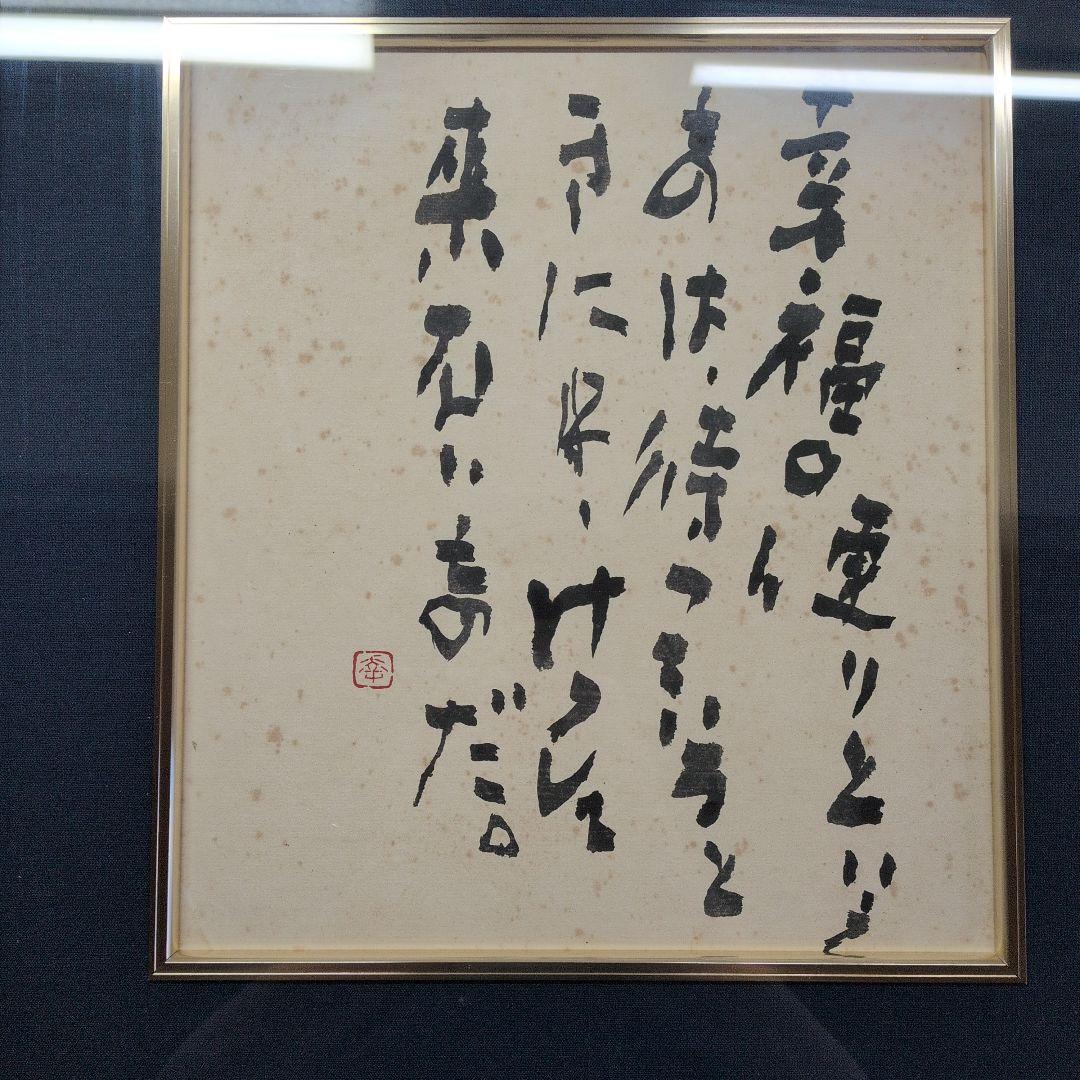 幸福の便りという
ものは、待っていると
きには、けっして
来ないものだ。